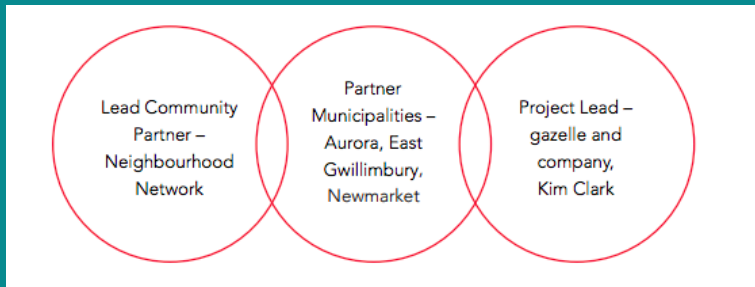 Lead Community
Partner –
Neighbourhood
Network
Partner
Municipalities –
Aurora, East
Gwillimbury,
Newmarket
Project Lead –
gazelle and
company,
Kim Clark